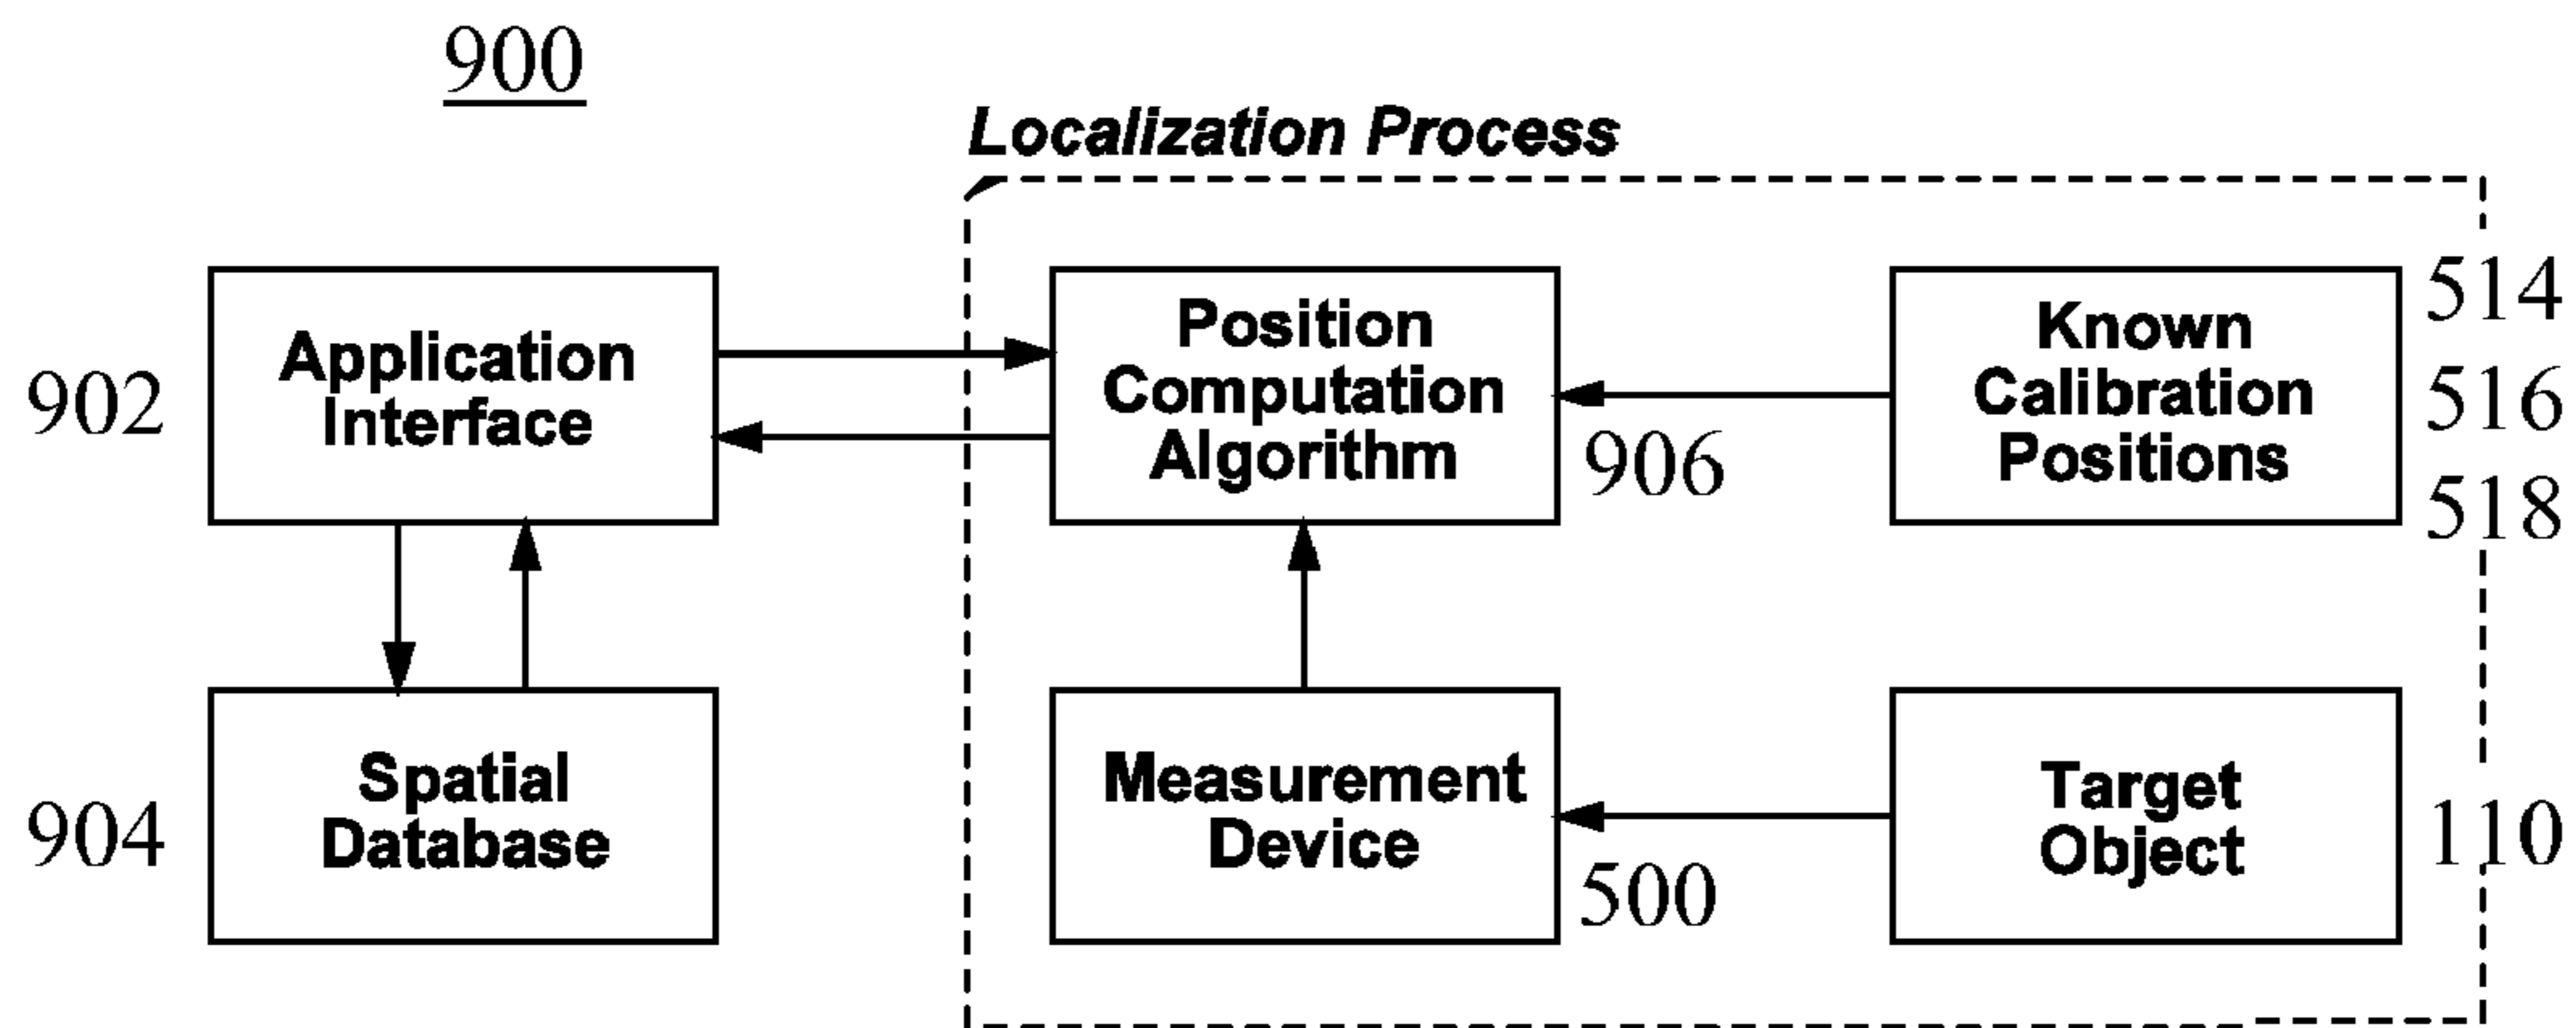 900
Localization Process
902
Application
Interface
Position
Computation
Algorithm
906
Known
Calibration
Positions
514
516
518
904
Spatial
Database
Measurement
Device
500
Target
Object
110